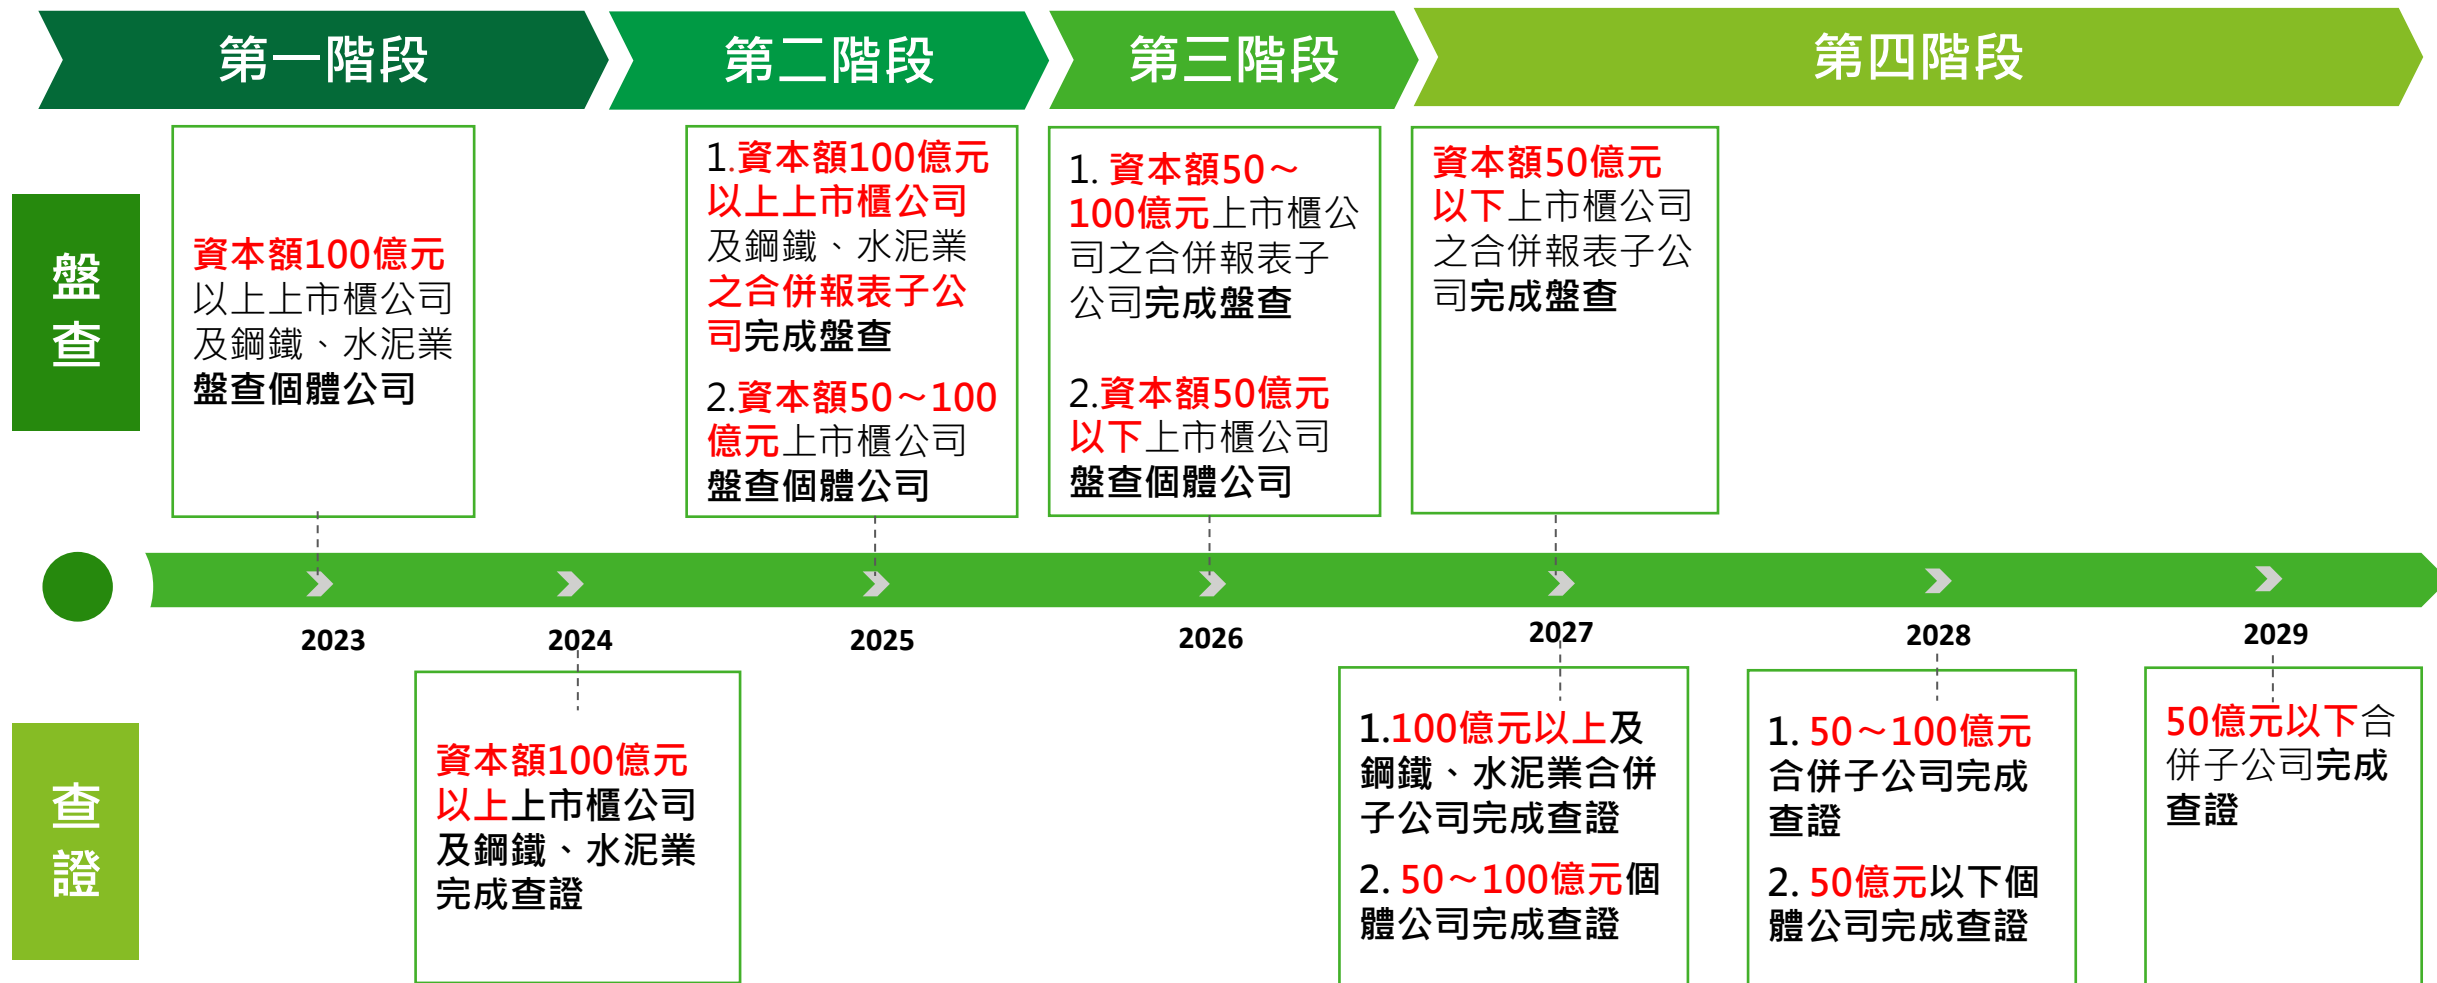 第一階段
第二階段
第三階段
第四階段
盤
查
資本額100億元
以上上市櫃公司
及鋼鐵、水泥業
盤查個體公司
1.資本額100億元
以上上市櫃公司
及鋼鐵、水泥業
之合併報表子公
司完成盤查
2.資本額50～100
億元上市櫃公司
盤查個體公司
1. 資本額50～
100億元上市櫃公
司之合併報表子
公司完成盤查
2.資本額50億元
以下上市櫃公司
盤查個體公司
資本額50億元
以下上市櫃公司
之合併報表子公
司完成盤查
2023
2024
2025
2026
2027
2028
2029
查
證
資本額100億元
以上上市櫃公司
及鋼鐵、水泥業
完成查證
1.100億元以上及
鋼鐵、水泥業合併
子公司完成查證
2. 50～100億元個
體公司完成查證
1. 50～100億元
合併子公司完成
查證
2. 50億元以下個
體公司完成查證
50億元以下合
併子公司完成
查證